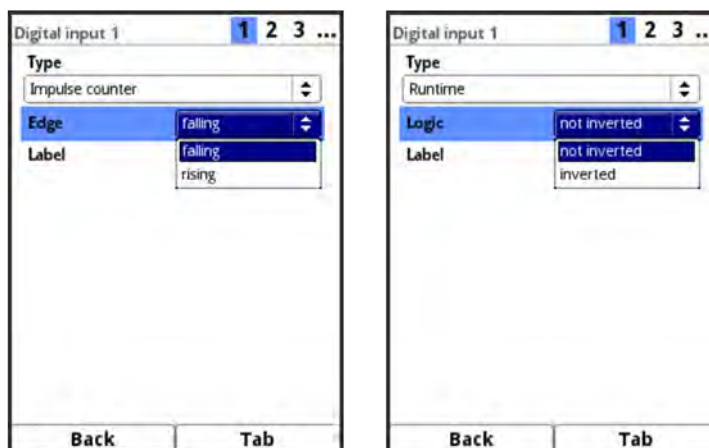 Digital input 1 1 2 3 ...
Type
Impulse counter
Edge falling
falling
Label
rising
Back Tab
Digital input 1 1 2 3 ..
Type
Runtime
Logic not inverted
not inverted
Label
inverted
Back Tab